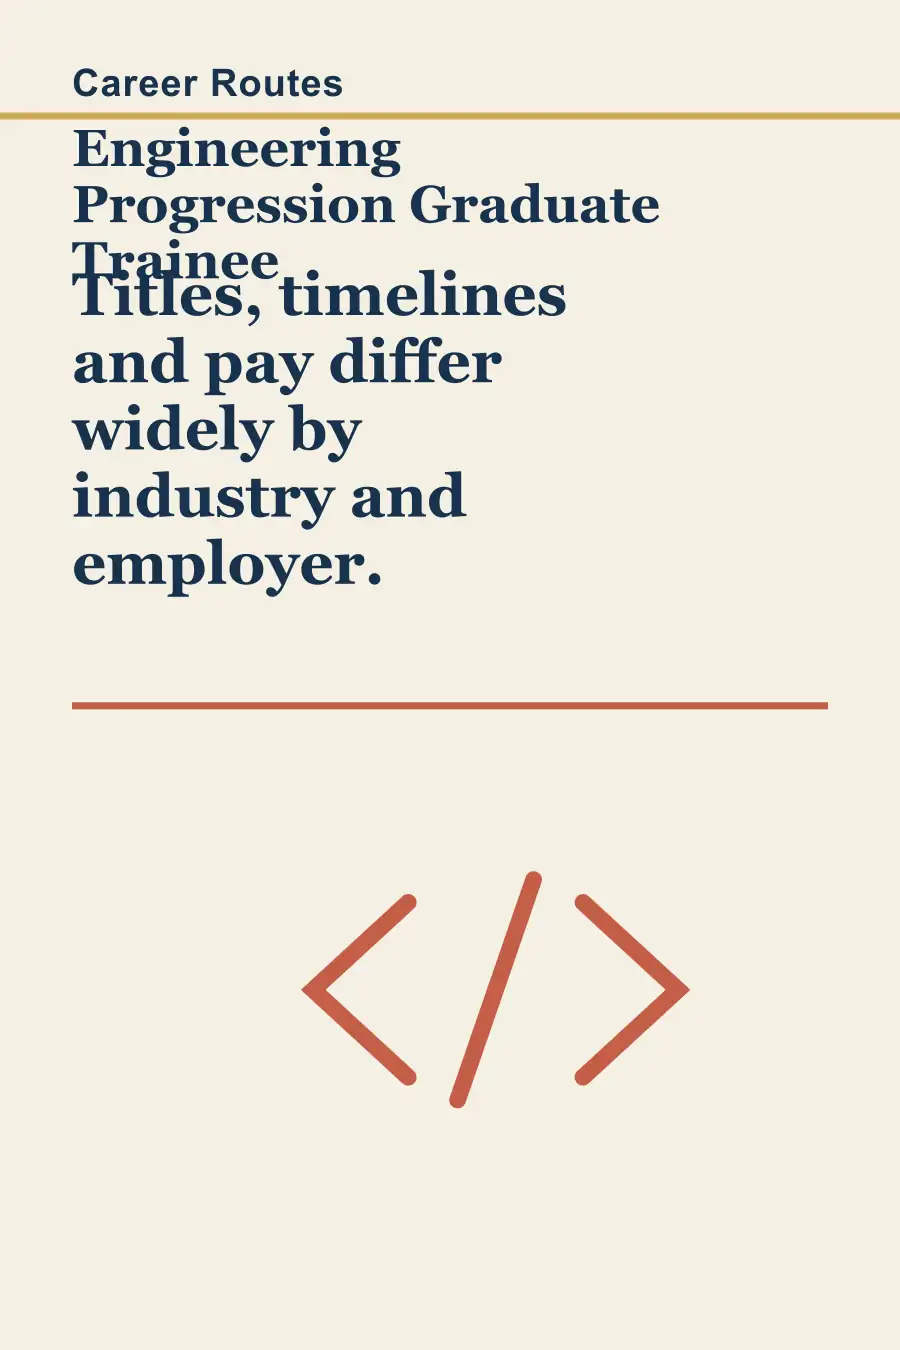 Career Routes
Engineering
Progression Graduate
Trainee
Titles, timelines
and pay differ
widely by
industry and
employer.